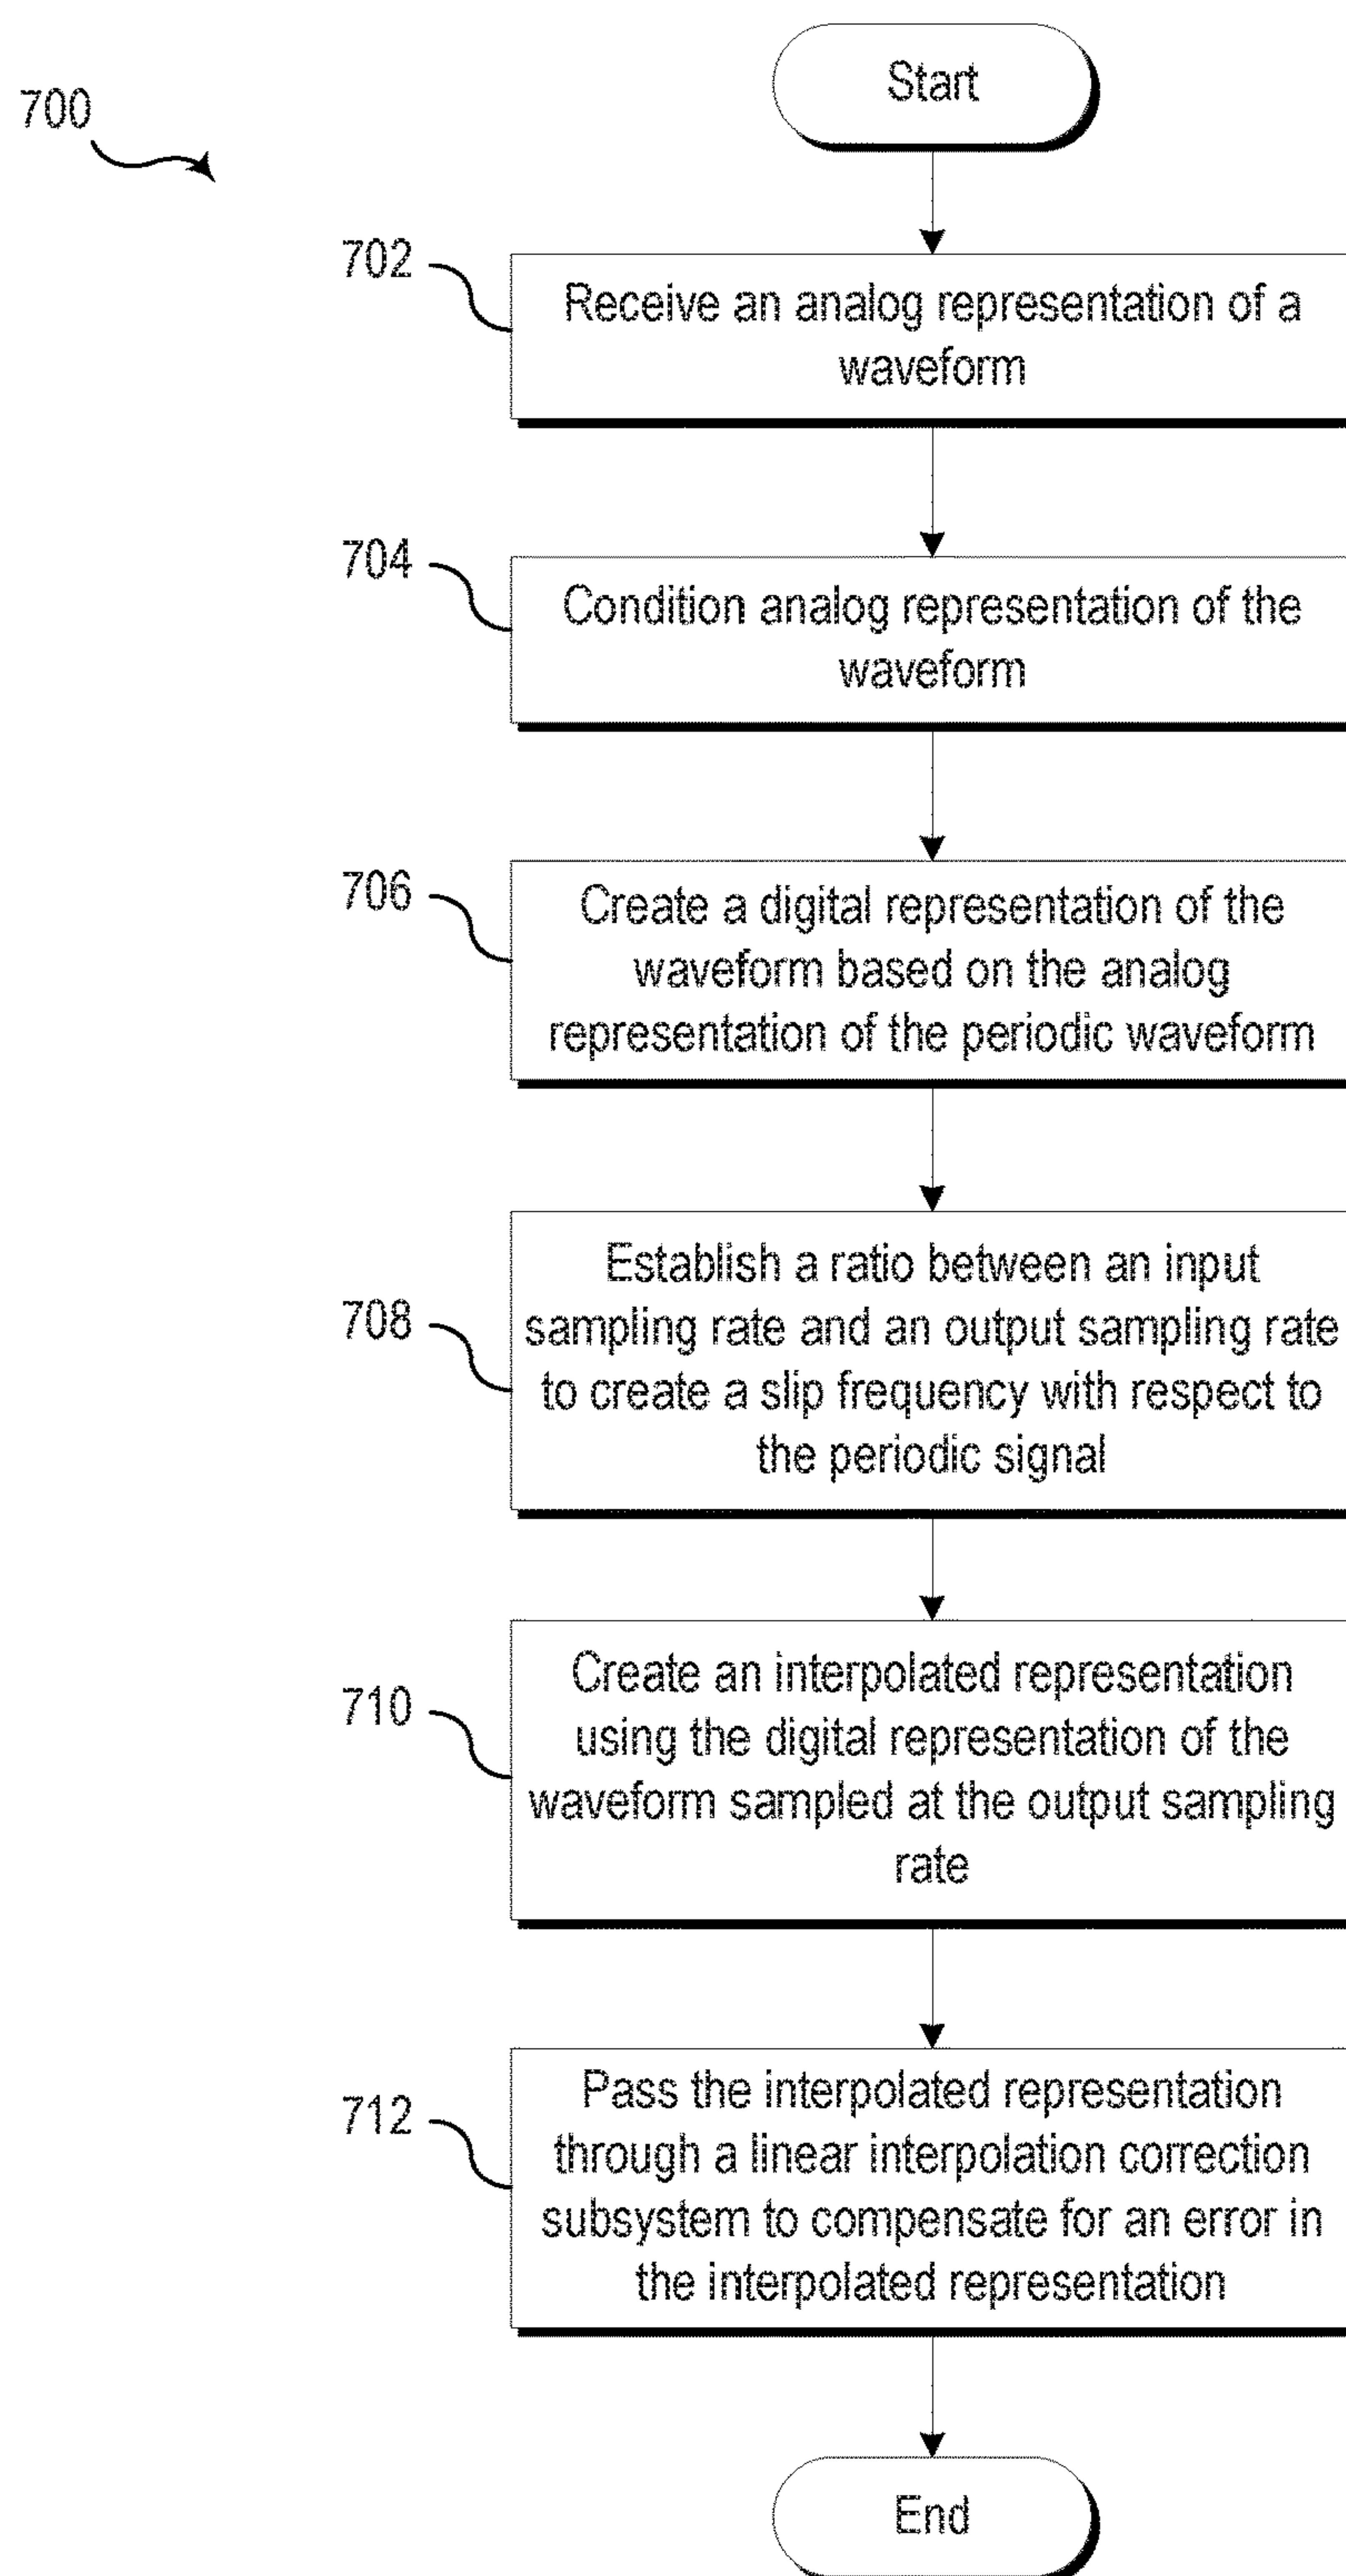 Start
700
702
Receive an analog representation of a
waveform
704
Condition analog representation of the
waveform
706
Create a digital representation of the
waveform based on the analog
representation of the periodic waveform
708
Establish a ratio between an input
sampling rate and an output sampling rate
to create a slip frequency with respect to
the periodic signal
710
Create an interpolated representation
using the digital representation of the
waveform sampled at the output sampling
rate
712
Pass the interpolated representation
through a linear interpolation correction
subsystem to compensate for an error in
the interpolated representation
End